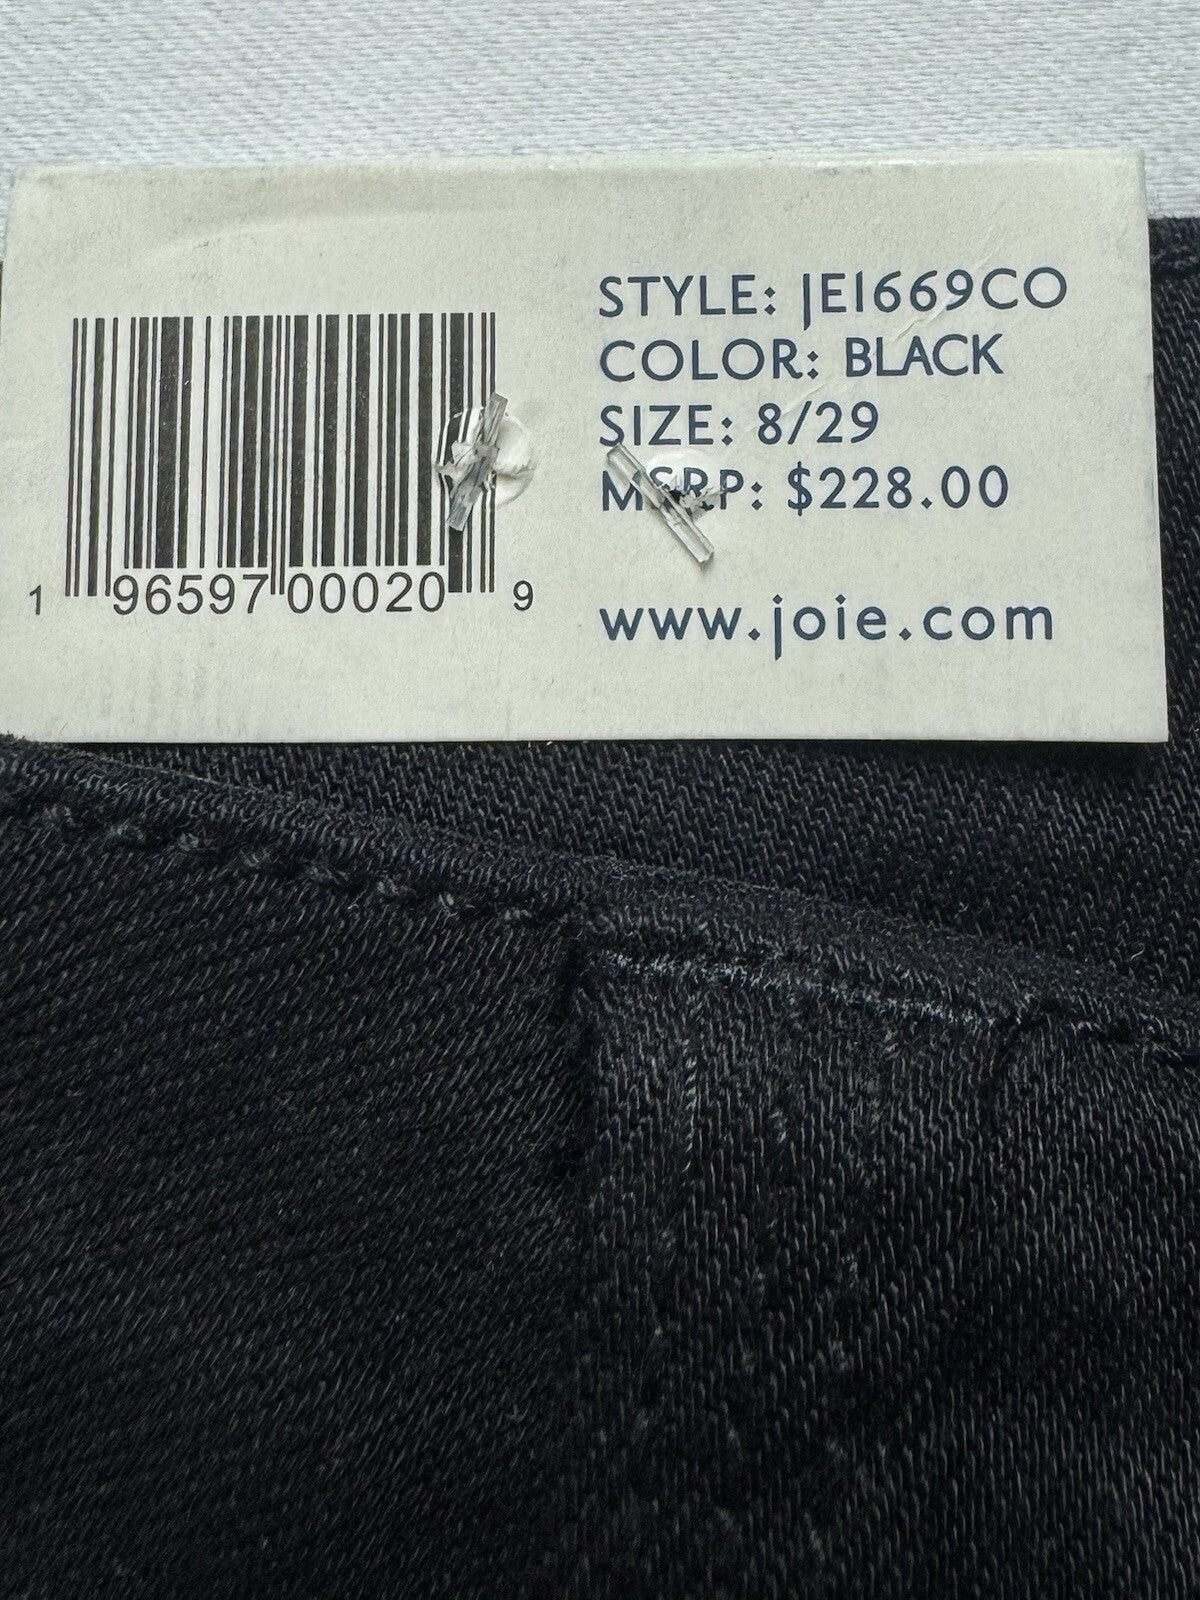 STYLE: JE1669CO
COLOR: BLACK
SIZE: 8/29
MSRP: $228.00
1 96597 00020 9
www.joie.com